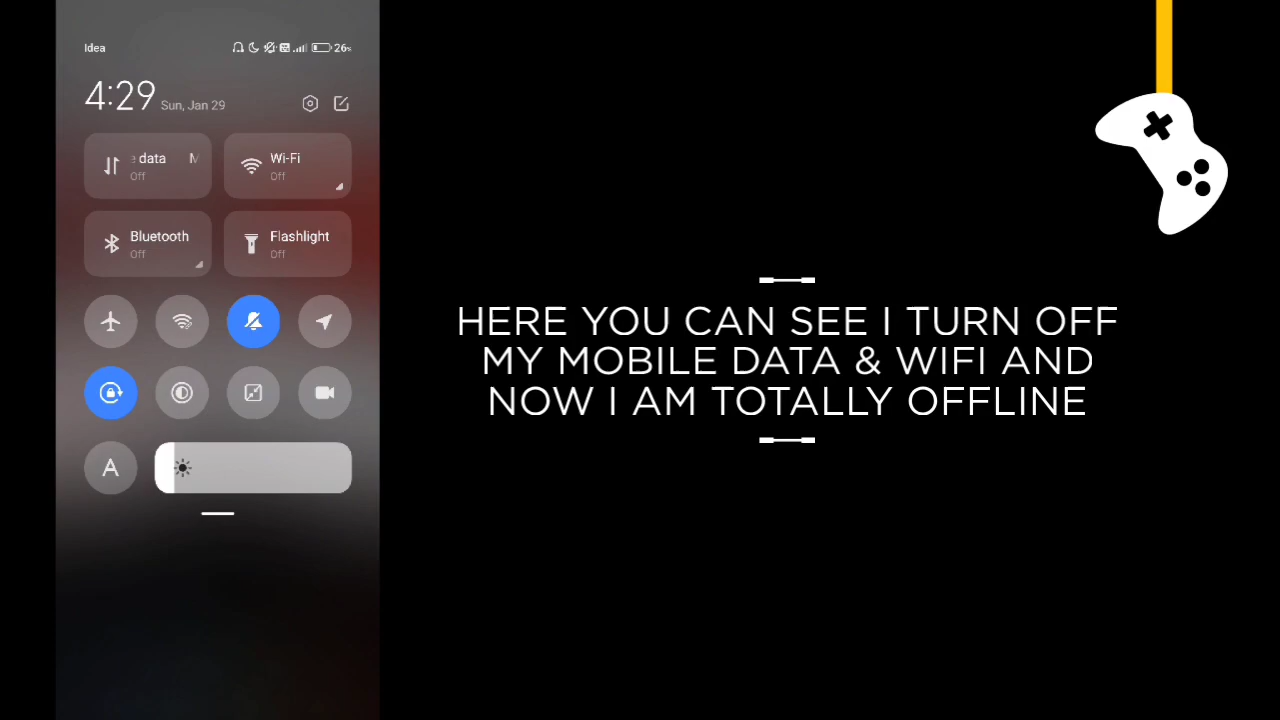 Idea
26%
4:29 Sun, Jan 29
data M
Off
Wi-Fi
Off
Bluetooth
Off
Flashlight
Off
A
HERE YOU CAN SEE I TURN OFF
MY MOBILE DATA & WIFI AND
NOW I AM TOTALLY OFFLINE